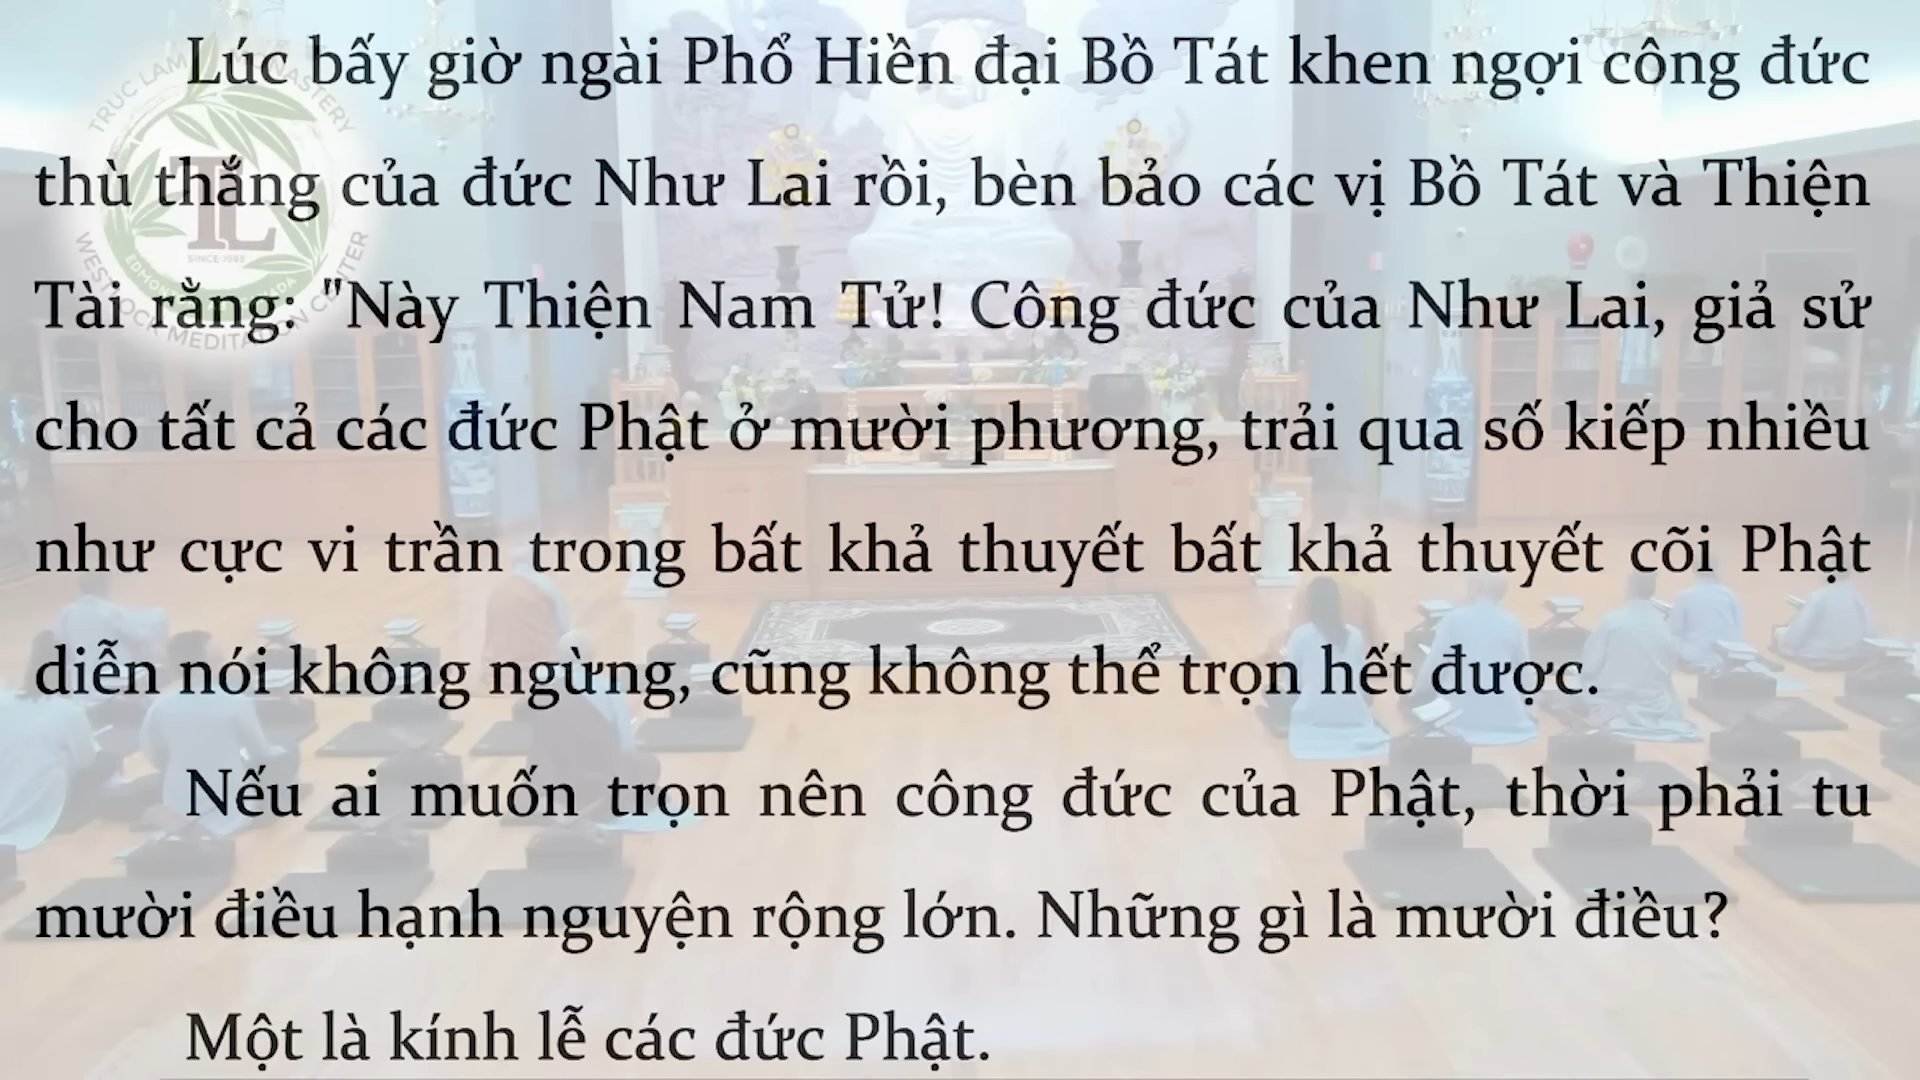 Lúc bấy giờ ngài Phổ Hiền đại Bồ Tát khen ngợi công đức
thù thắng của đức Như Lai rồi, bèn bảo các vị Bồ Tát và Thiện
Tài rằng: "Này Thiện Nam Tử! Công đức của Như Lai, giả sử
cho tất cả các đức Phật ở mười phương, trải qua số kiếp nhiều
như cực vi trần trong bất khả thuyết bất khả thuyết cõi Phật
diễn nói không ngừng, cũng không thể trọn hết được.
Nếu ai muốn trọn nên công đức của Phật, thời phải tu
mười điều hạnh nguyện rộng lớn. Những gì là mười điều?
Một là kính lễ các đức Phật.
TRUC LAM
TL
SINCE 1989